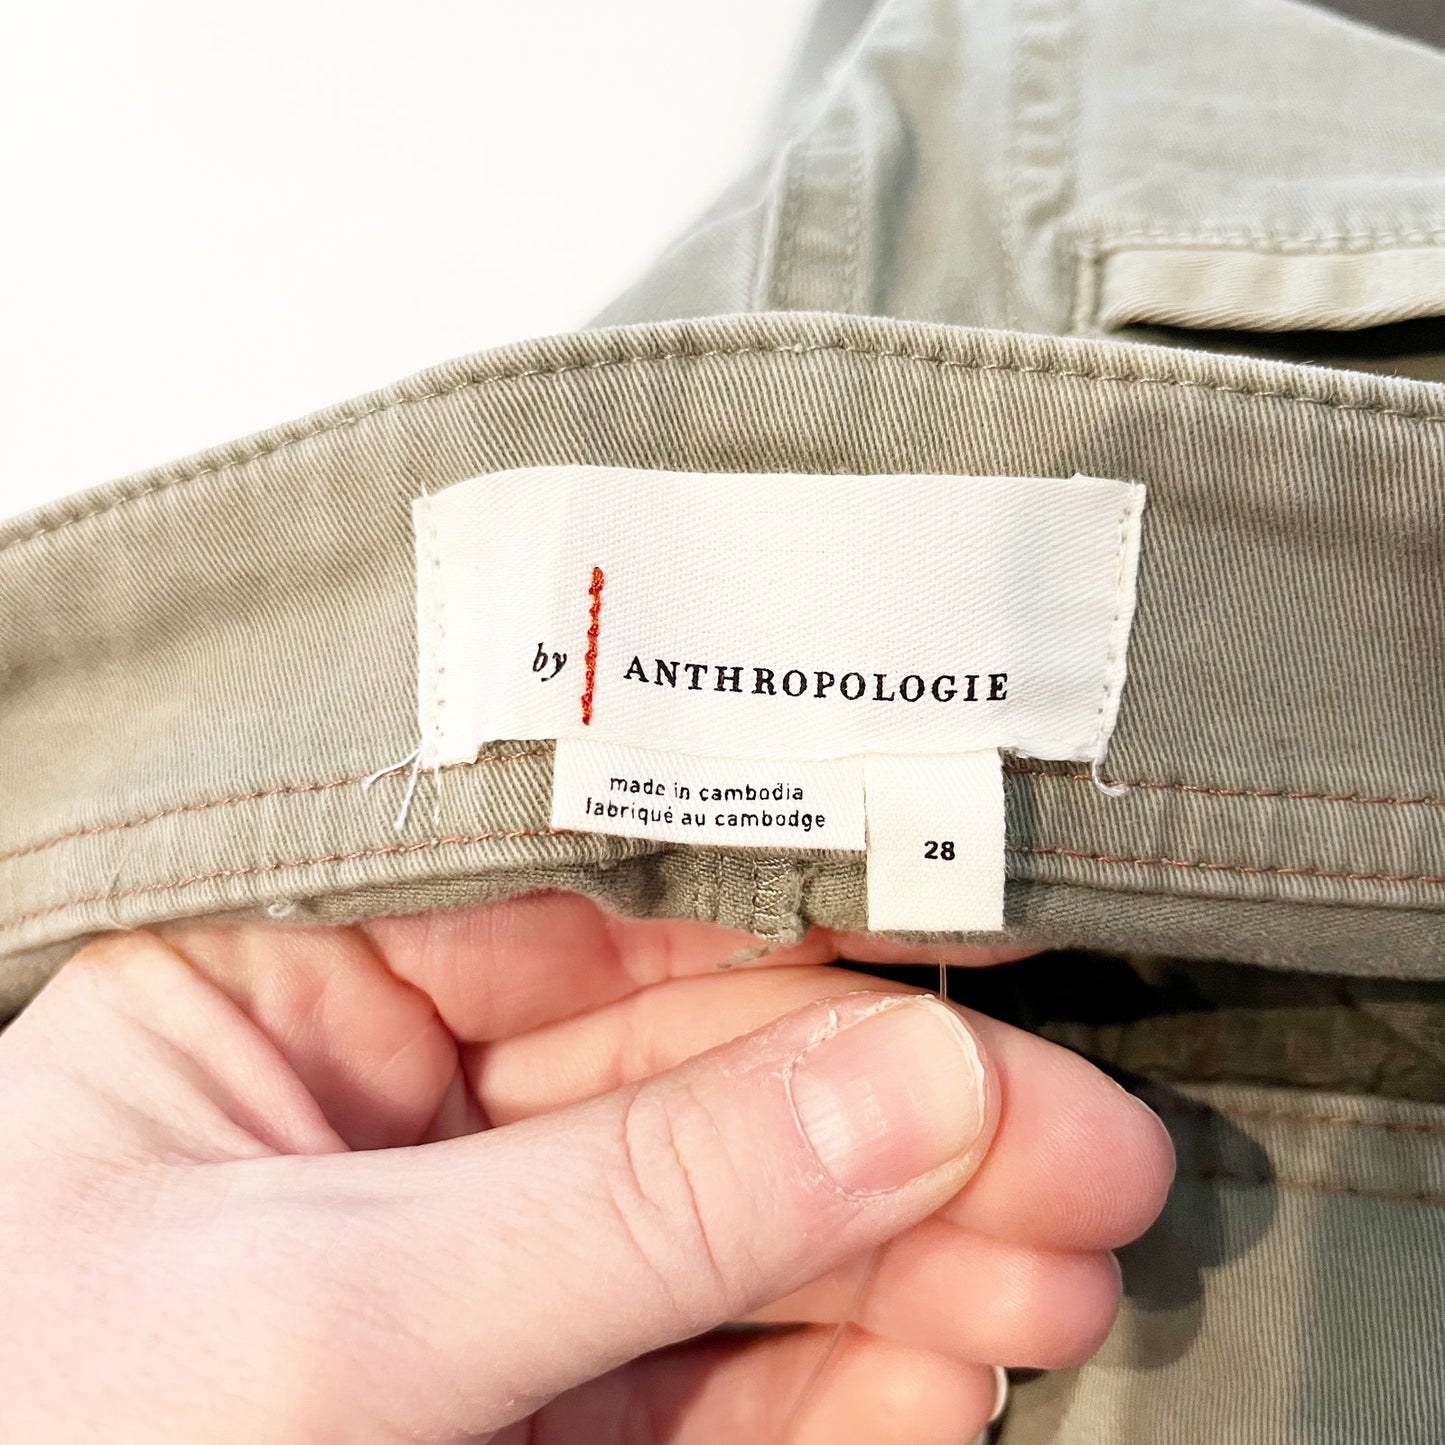 by ANTHROPOLOGIE
made in cambodia
fabriqué au cambodge
28